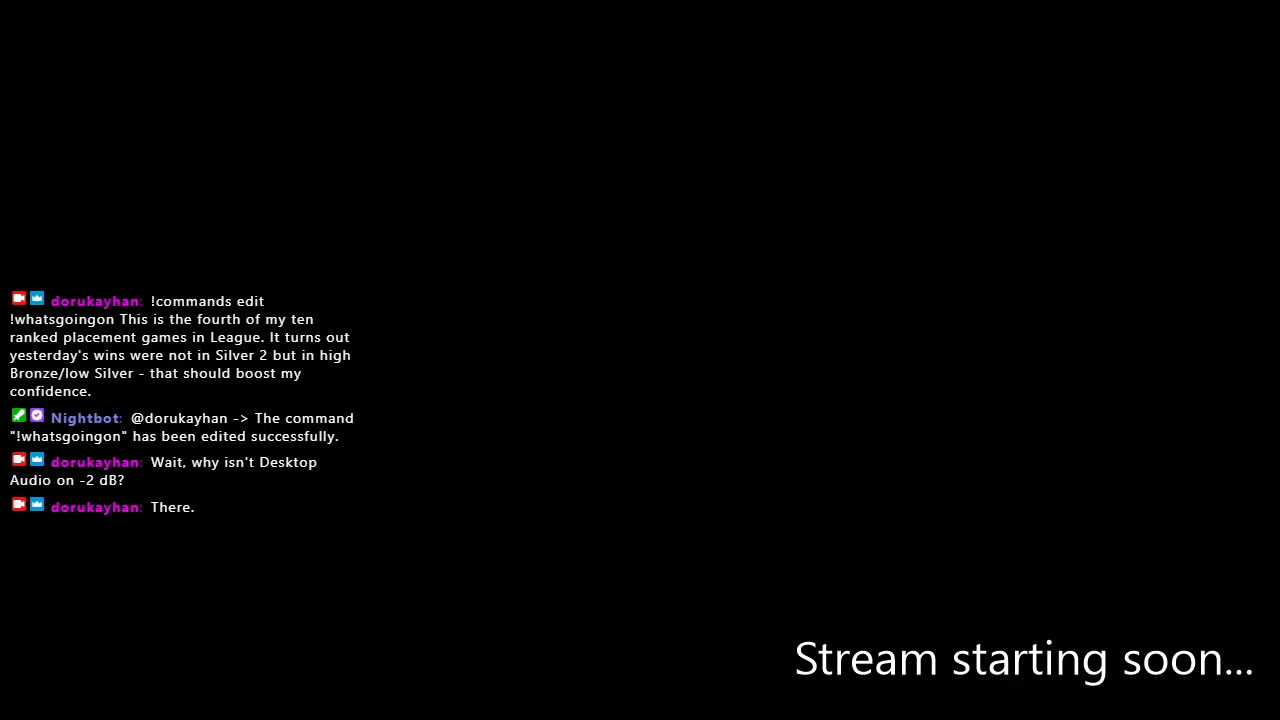 dorukayhan: !commands edit
!whatsgoingon This is the fourth of my ten
ranked placement games in League. It turns out
yesterday's wins were not in Silver 2 but in high
Bronze/low Silver - that should boost my
confidence.
Nightbot: @dorukayhan -> The command
"!whatsgoingon" has been edited successfully.
dorukayhan: Wait, why isn't Desktop
Audio on -2 dB?
dorukayhan: There.
Stream starting soon...